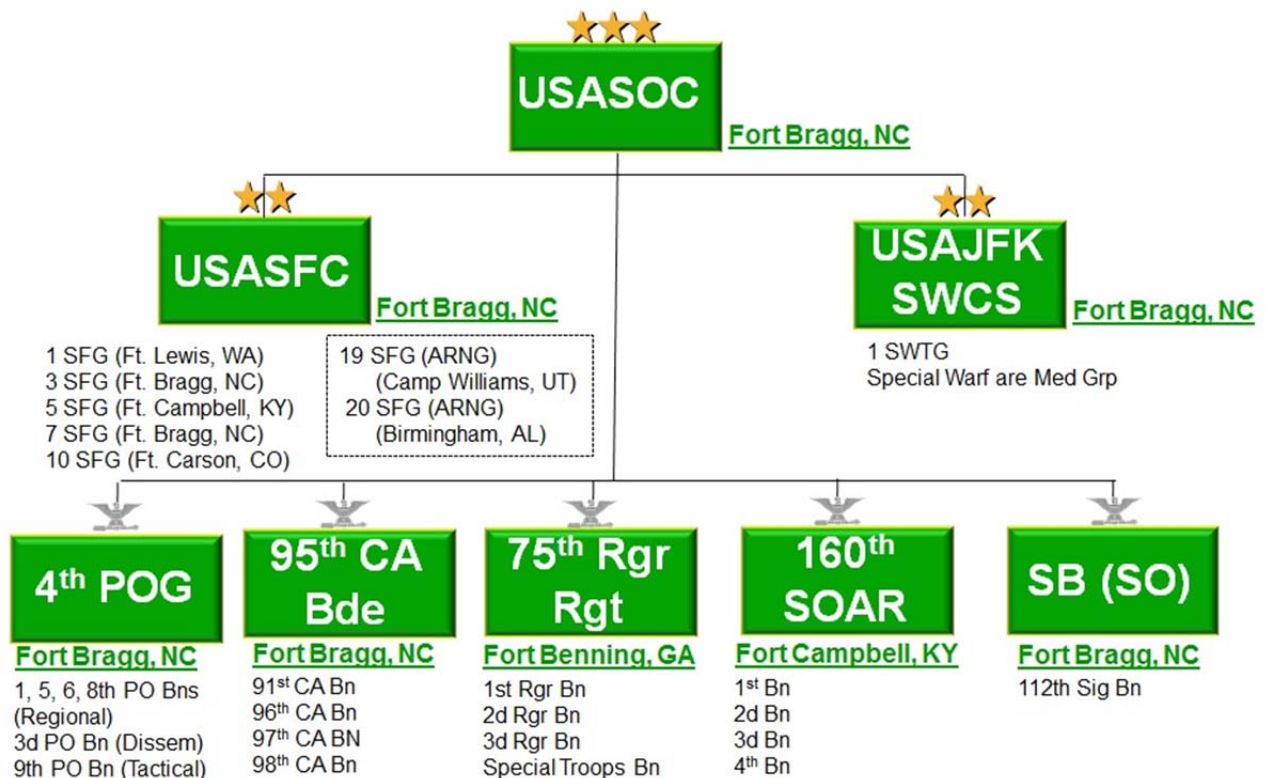 USASOC
Fort Bragg, NC
USASFC
Fort Bragg, NC
1 SFG (Ft. Lewis, WA)
3 SFG (Ft. Bragg, NC)
5 SFG (Ft. Campbell, KY)
7 SFG (Ft. Bragg, NC)
10 SFG (Ft. Carson, CO)
19 SFG (ARNG)
(Camp Williams, UT)
20 SFG (ARNG)
(Birmingham, AL)
USAJFK
SWCS
Fort Bragg, NC
1 SWTG
Special Warf are Med Grp
4th POG
Fort Bragg, NC
1, 5, 6, 8th PO Bns
(Regional)
3d PO Bn (Dissem)
9th PO Bn (Tactical)
95th CA
Bde
Fort Bragg, NC
91st CA Bn
96th CA Bn
97th CA BN
98th CA Bn
75th Rgr
Rgt
Fort Benning, GA
1st Rgr Bn
2d Rgr Bn
3d Rgr Bn
Special Troops Bn
160th
SOAR
Fort Campbell, KY
1st Bn
2d Bn
3d Bn
4th Bn
SB (SO)
Fort Bragg, NC
112th Sig Bn